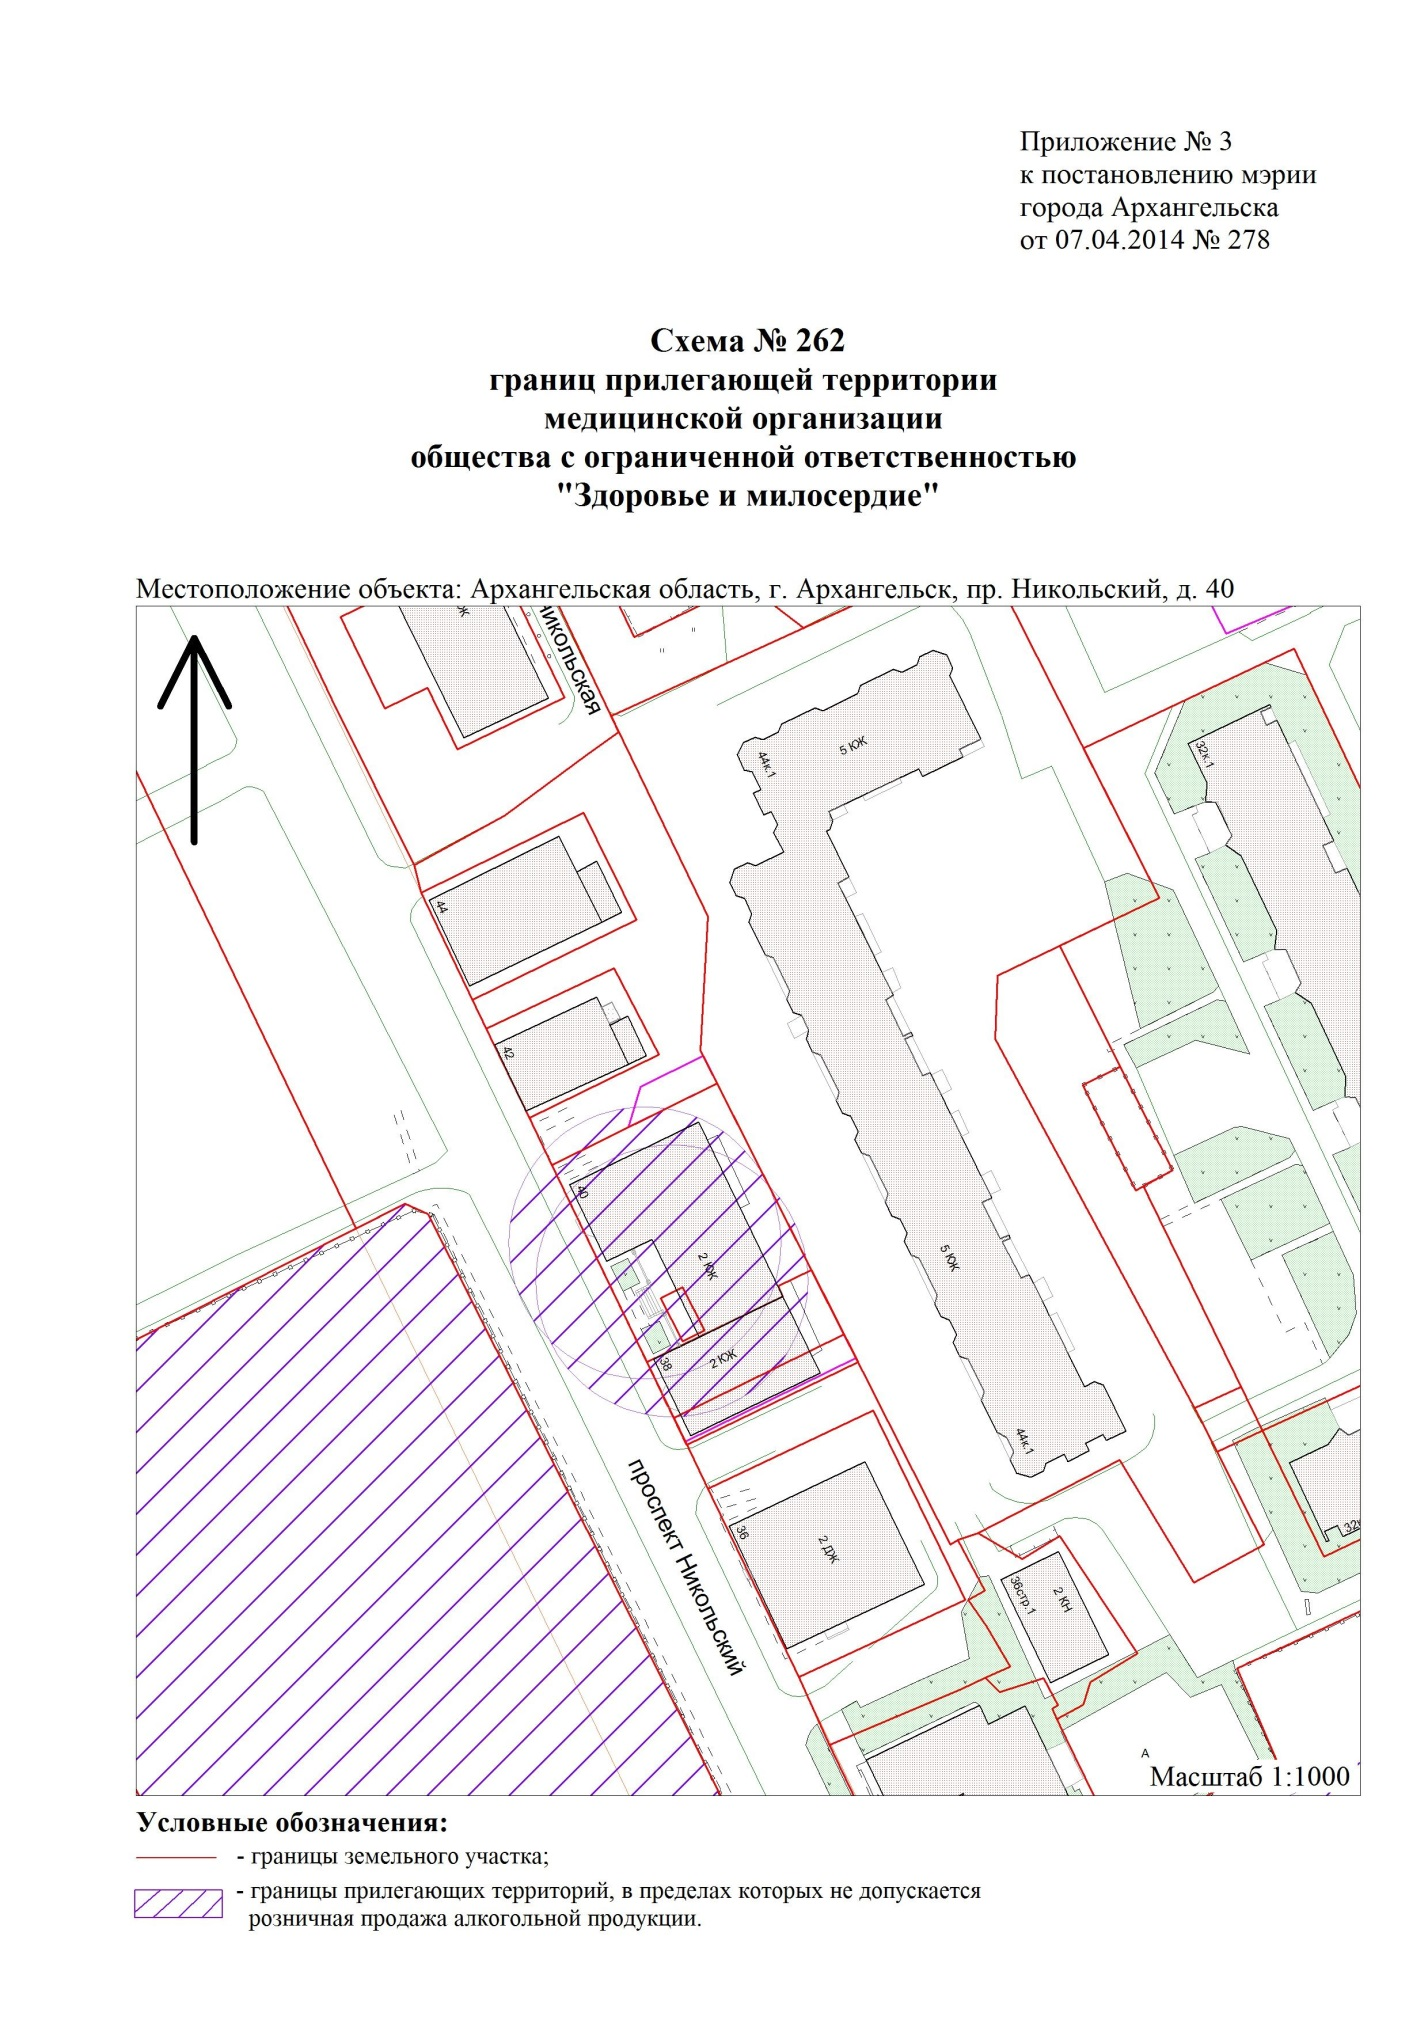 Приложение № 3
к постановлению мэрии
города Архангельска
от 07.04.2014 № 278
Схема № 262
границ прилегающей территории
медицинской организации
общества с ограниченной ответственностью
"Здоровье и милосердие"
Местоположение объекта: Архангельская область, г. Архангельск, пр. Никольский, д. 40
никольская
5 КЖ
44к.1
32к.1
44
42
40
2 КЖ
5 КЖ
38
2 КЖ
44к.1
проспект Никольский
36
2 ДЖ
36стр.1
2 КН
А
Масштаб 1:1000
Условные обозначения:
- границы земельного участка;
- границы прилегающих территорий, в пределах которых не допускается
розничная продажа алкогольной продукции.